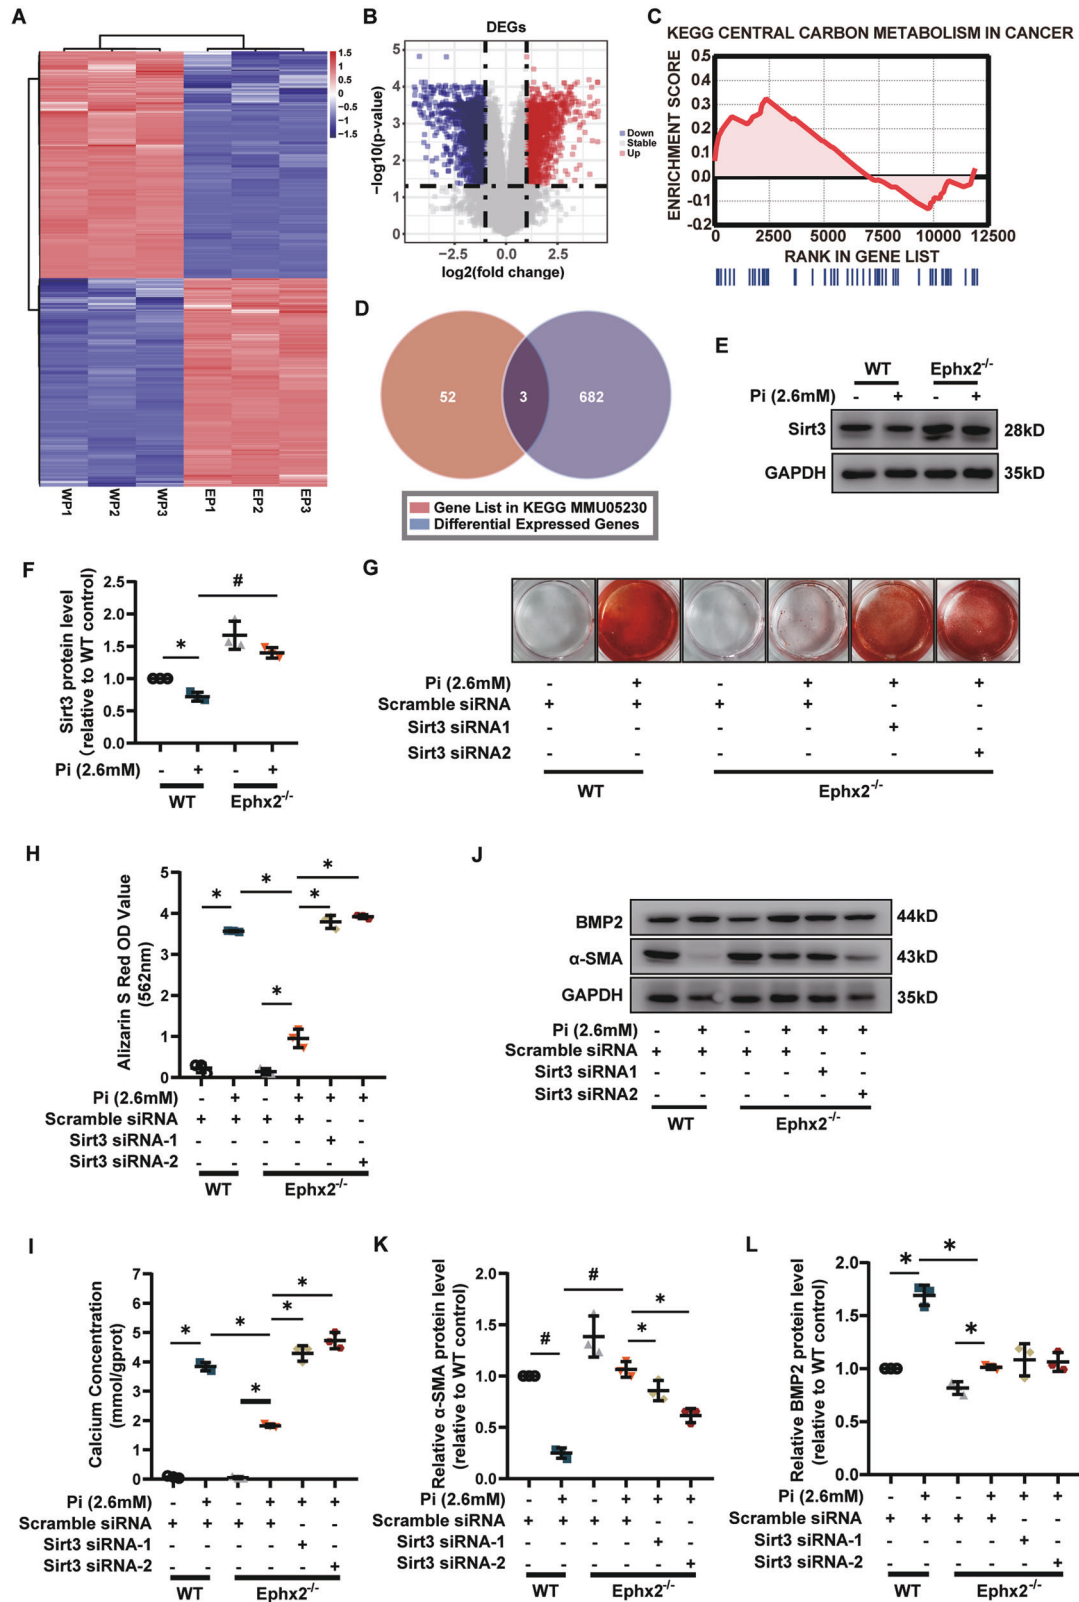 A
1.5
1
0.5
0
−0.5
−1
−1.5
WP1
WP2
WP3
EP1
EP2
EP3
B
DEGs
−log10(p-value)
5
4
3
2
1
0
−2.5
0.0
2.5
log2(fold change)
Down
Stable
Up
C
KEGG CENTRAL CARBON METABOLISM IN CANCER
ENRICHMENT SCORE
0.5
0.4
0.3
0.2
0.1
0.0
-0.1
-0.2
0 2500 5000 7500 10000 12500
RANK IN GENE LIST
D
52 3 682
Gene List in KEGG MMU05230
Differential Expressed Genes
E
WT Ephx2-/-
Pi (2.6mM) - + - +
Sirt3 28kD
GAPDH 35kD
F
Sirt3 protein level
(relative to WT control)
2.5
2.0
1.5
1.0
0.5
0.0
* #
Pi (2.6mM) - + - +
WT Ephx2-/-
G
Pi (2.6mM) - + - + + +
Scramble siRNA + + + + - -
Sirt3 siRNA1 - - - - + -
Sirt3 siRNA2 - - - - - +
WT Ephx2-/-
H
Alizarin S Red OD Value
(562nm)
5
4
3
2
1
0
* * * * *
Pi (2.6mM) - + - + + +
Scramble siRNA + + + + - -
Sirt3 siRNA-1 - - - - + -
Sirt3 siRNA-2 - - - - - +
WT Ephx2-/-
J
BMP2 44kD
α-SMA 43kD
GAPDH 35kD
Pi (2.6mM) - + - + + +
Scramble siRNA + + + + - -
Sirt3 siRNA1 - - - - + -
Sirt3 siRNA2 - - - - - +
WT Ephx2-/-
I
Calcium Concentration
(mmol/gprot)
7
6
5
4
3
2
1
0
* * * * *
Pi (2.6mM) - + - + + +
Scramble siRNA + + + + - -
Sirt3 siRNA-1 - - - - + -
Sirt3 siRNA-2 - - - - - +
WT Ephx2-/-
K
Relative α-SMA protein level
(relative to WT control)
2.0
1.5
1.0
0.5
0.0
# # * *
Pi (2.6mM) - + - + + +
Scramble siRNA + + + + - -
Sirt3 siRNA-1 - - - - + -
Sirt3 siRNA-2 - - - - - +
WT Ephx2-/-
L
Relative BMP2 protein level
(relative to WT control)
2.0
1.5
1.0
0.5
0.0
* * *
Pi (2.6mM) - + - + + +
Scramble siRNA + + + + - -
Sirt3 siRNA-1 - - - - + -
Sirt3 siRNA-2 - - - - - +
WT Ephx2-/-